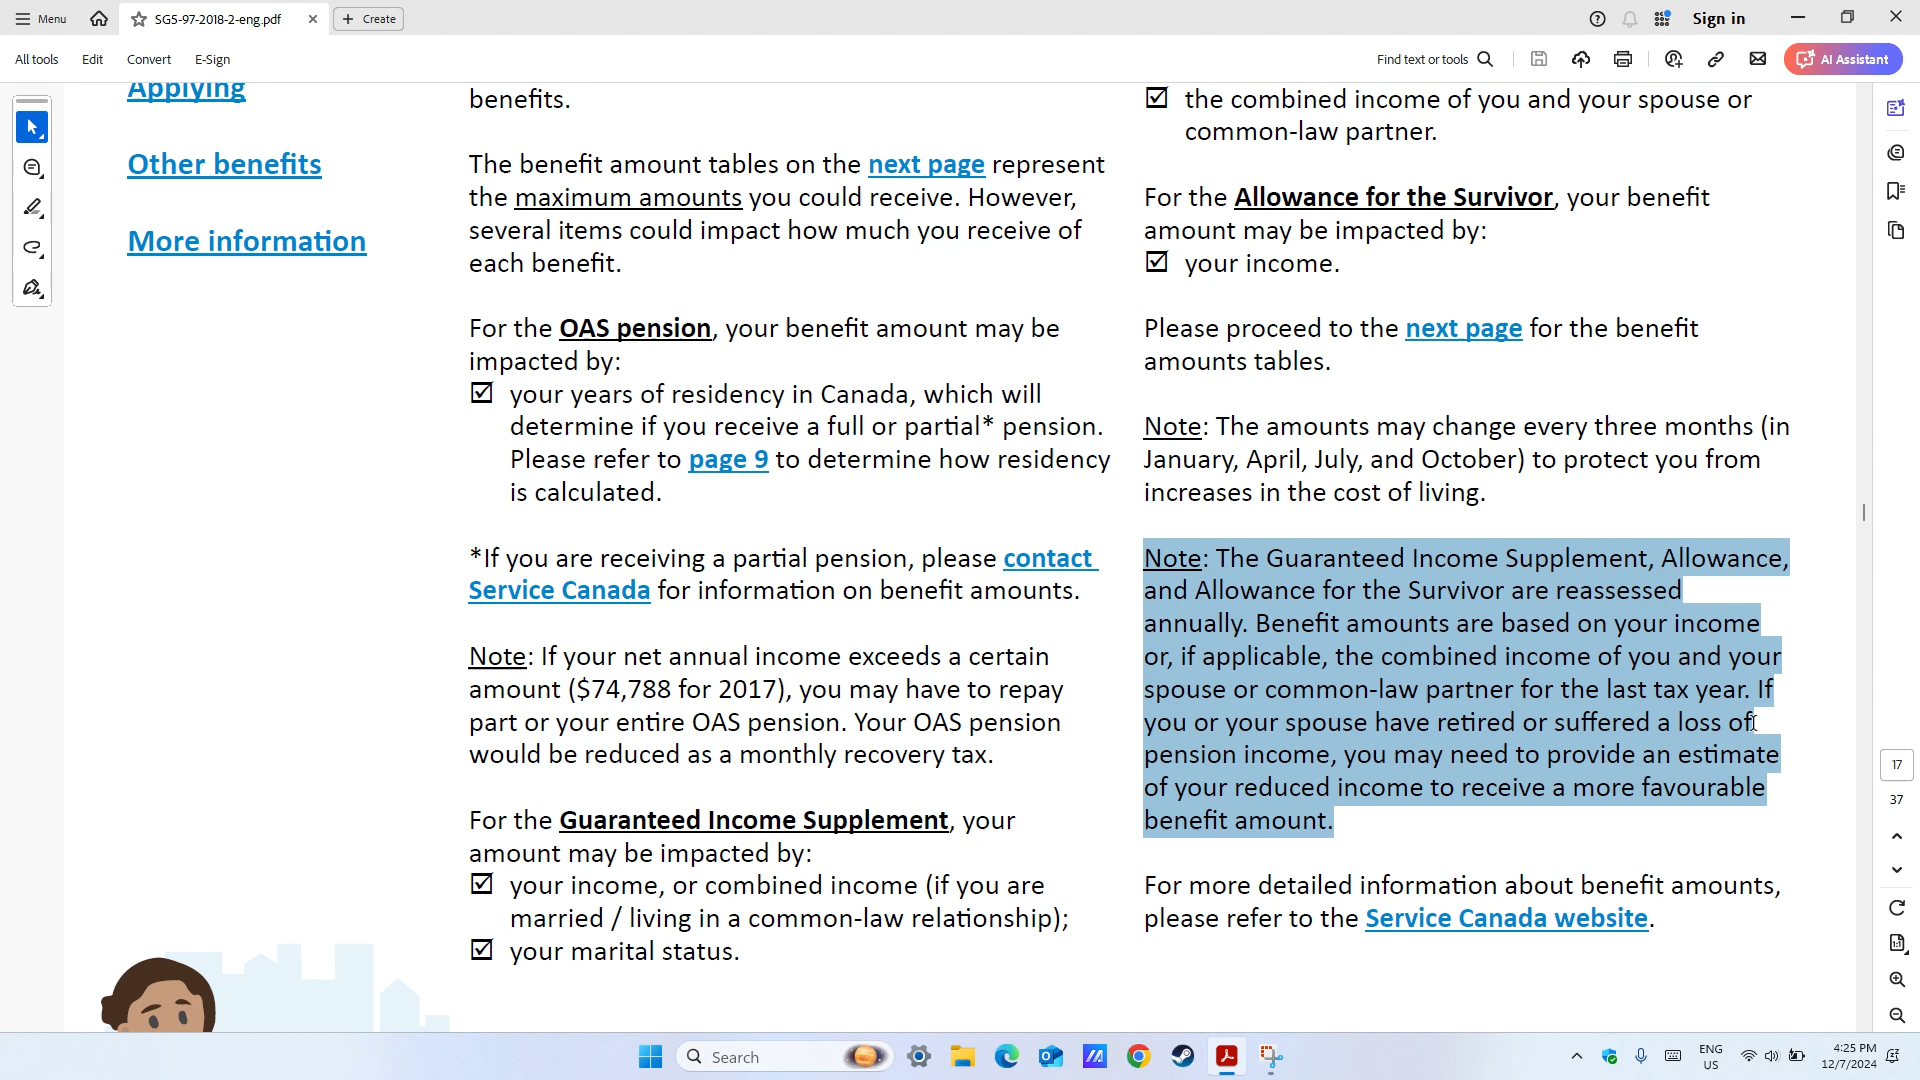 Menu
SG5-97-2018-2-eng.pdf
Create
Sign in
All tools
Edit
Convert
E-Sign
Find text or tools
AI Assistant
Applying
Other benefits
More information
benefits.
The benefit amount tables on the next page represent
the maximum amounts you could receive. However,
several items could impact how much you receive of
each benefit.
For the OAS pension, your benefit amount may be
impacted by:
☑ your years of residency in Canada, which will
determine if you receive a full or partial* pension.
Please refer to page 9 to determine how residency
is calculated.
*If you are receiving a partial pension, please contact
Service Canada for information on benefit amounts.
Note: If your net annual income exceeds a certain
amount ($74,788 for 2017), you may have to repay
part or your entire OAS pension. Your OAS pension
would be reduced as a monthly recovery tax.
For the Guaranteed Income Supplement, your
amount may be impacted by:
☑ your income, or combined income (if you are
married / living in a common-law relationship);
☑ your marital status.
☑ the combined income of you and your spouse or
common-law partner.
For the Allowance for the Survivor, your benefit
amount may be impacted by:
☑ your income.
Please proceed to the next page for the benefit
amounts tables.
Note: The amounts may change every three months (in
January, April, July, and October) to protect you from
increases in the cost of living.
Note: The Guaranteed Income Supplement, Allowance,
and Allowance for the Survivor are reassessed
annually. Benefit amounts are based on your income
or, if applicable, the combined income of you and your
spouse or common-law partner for the last tax year. If
you or your spouse have retired or suffered a loss of
pension income, you may need to provide an estimate
of your reduced income to receive a more favourable
benefit amount.
For more detailed information about benefit amounts,
please refer to the Service Canada website.
17
37
1:1
Search
ENG
US
4:25 PM
12/7/2024